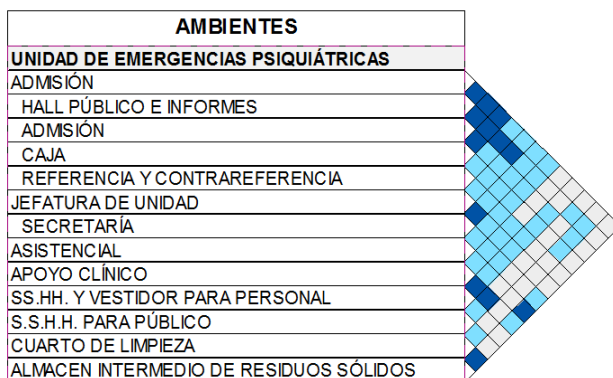 AMBIENTES
UNIDAD DE EMERGENCIAS PSIQUIÁTRICAS
ADMISIÓN
HALL PÚBLICO E INFORMES
ADMISIÓN
CAJA
REFERENCIA Y CONTRAREFERENCIA
JEFATURA DE UNIDAD
SECRETARÍA
ASISTENCIAL
APOYO CLÍNICO
SS.HH. Y VESTIDOR PARA PERSONAL
S.S.H.H. PARA PÚBLICO
CUARTO DE LIMPIEZA
ALMACEN INTERMEDIO DE RESIDUOS SÓLIDOS